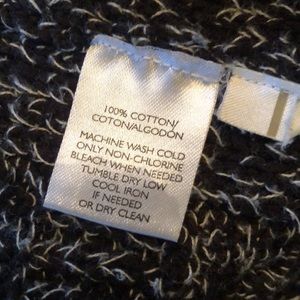 100% COTTON/
COTON/ALGODÓN
MACHINE WASH COLD
ONLY NON-CHLORINE
BLEACH WHEN NEEDED
TUMBLE DRY LOW
COOL IRON
IF NEEDED
OR DRY CLEAN